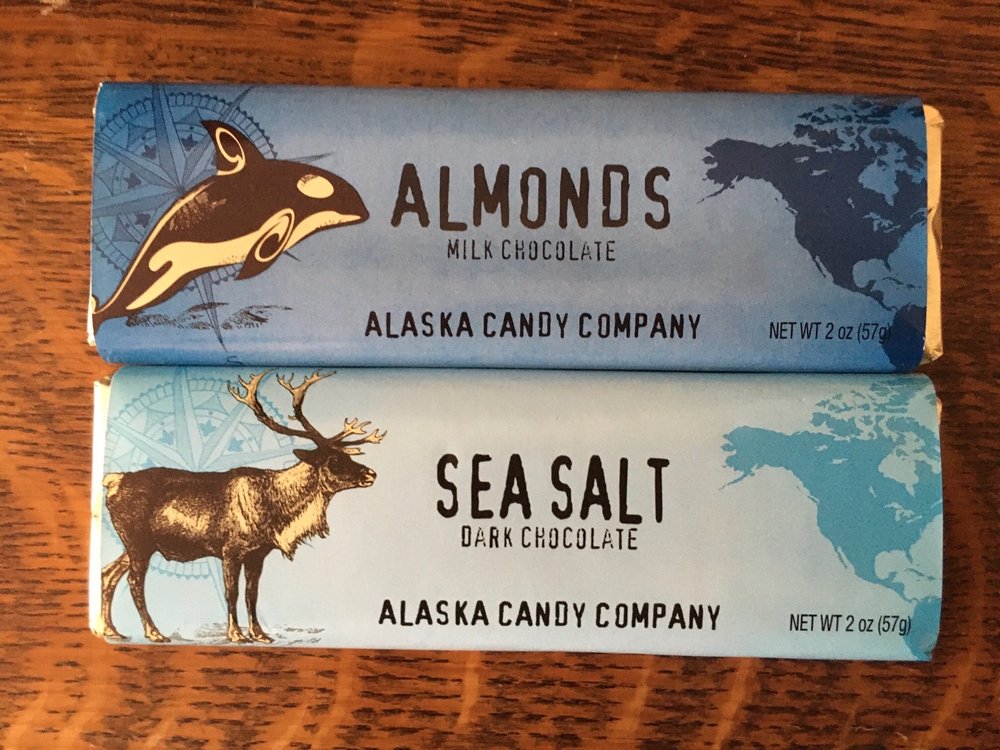 ALMONDS
MILK CHOCOLATE
ALASKA CANDY COMPANY
NET WT 2 oz (57g)
SEA SALT
DARK CHOCOLATE
ALASKA CANDY COMPANY
NET WT 2 oz (57g)